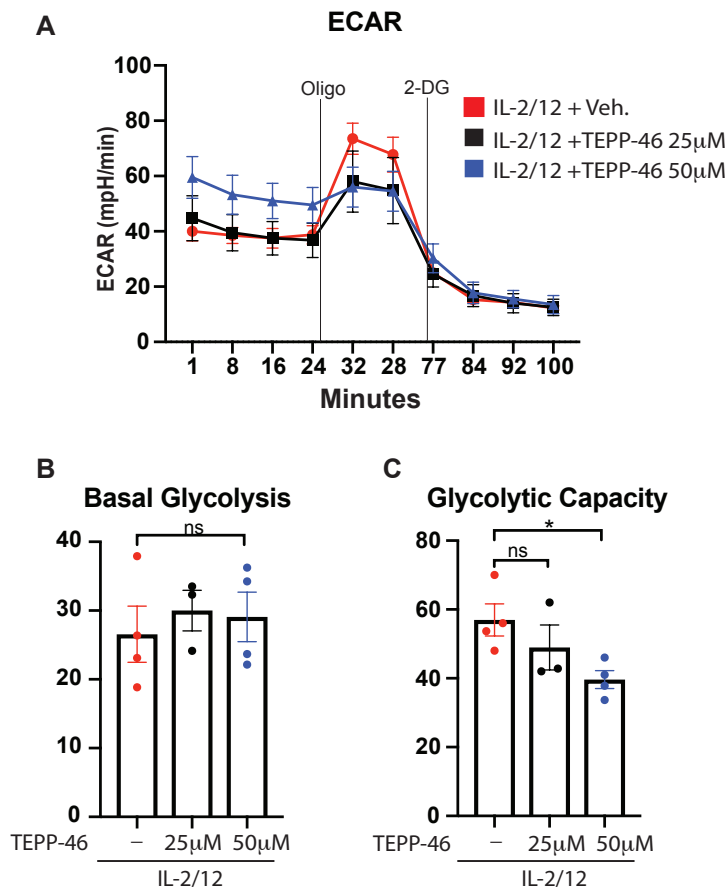 A
ECAR
Oligo
2-DG
IL-2/12 + Veh.
IL-2/12 +TEPP-46 25μM
IL-2/12 +TEPP-46 50μM
ECAR (mpH/min)
100
80
60
40
20
0
1 8 16 24 32 28 77 84 92 100
Minutes
B
Basal Glycolysis
ns
40
30
20
10
0
TEPP-46 – 25μM 50μM
IL-2/12
C
Glycolytic Capacity
*
ns
80
60
40
20
0
TEPP-46 – 25μM 50μM
IL-2/12